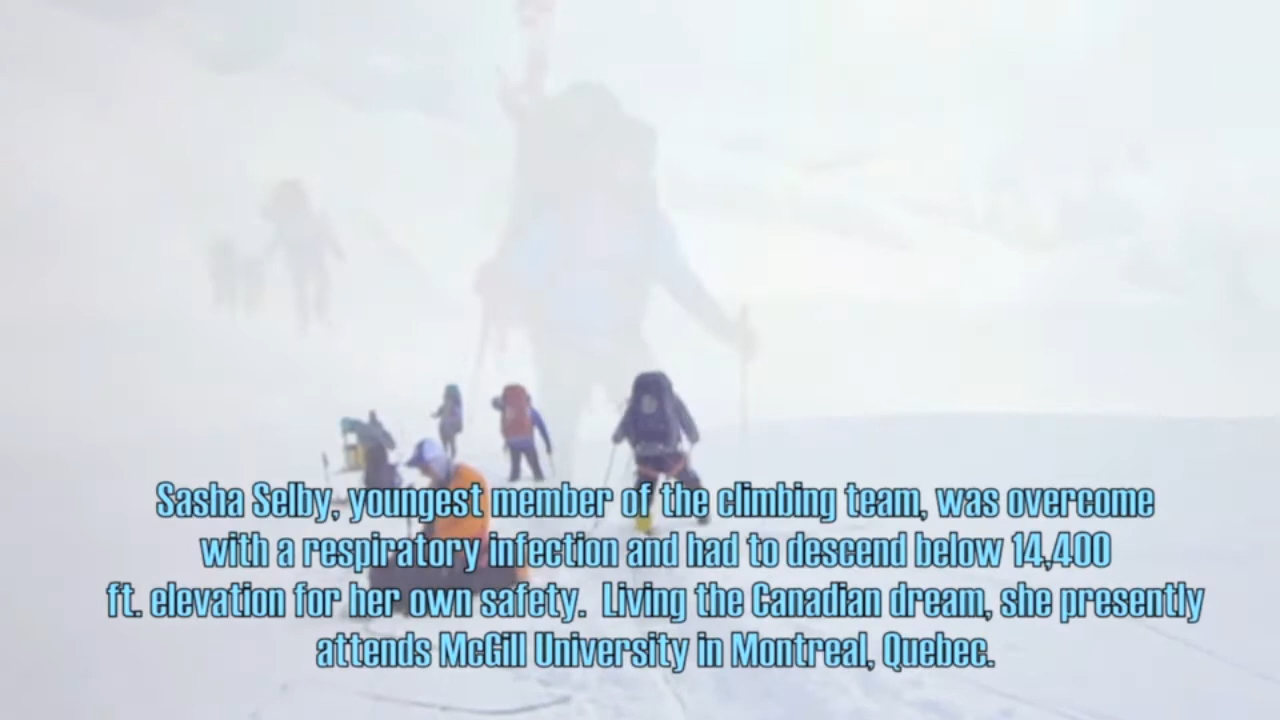 Sasha Selby, youngest member of the climbing team, was overcome
with a respiratory infection and had to descend below 14,400
ft. elevation for her own safety.  Living the Canadian dream, she presently
attends McGill University in Montreal, Quebec.